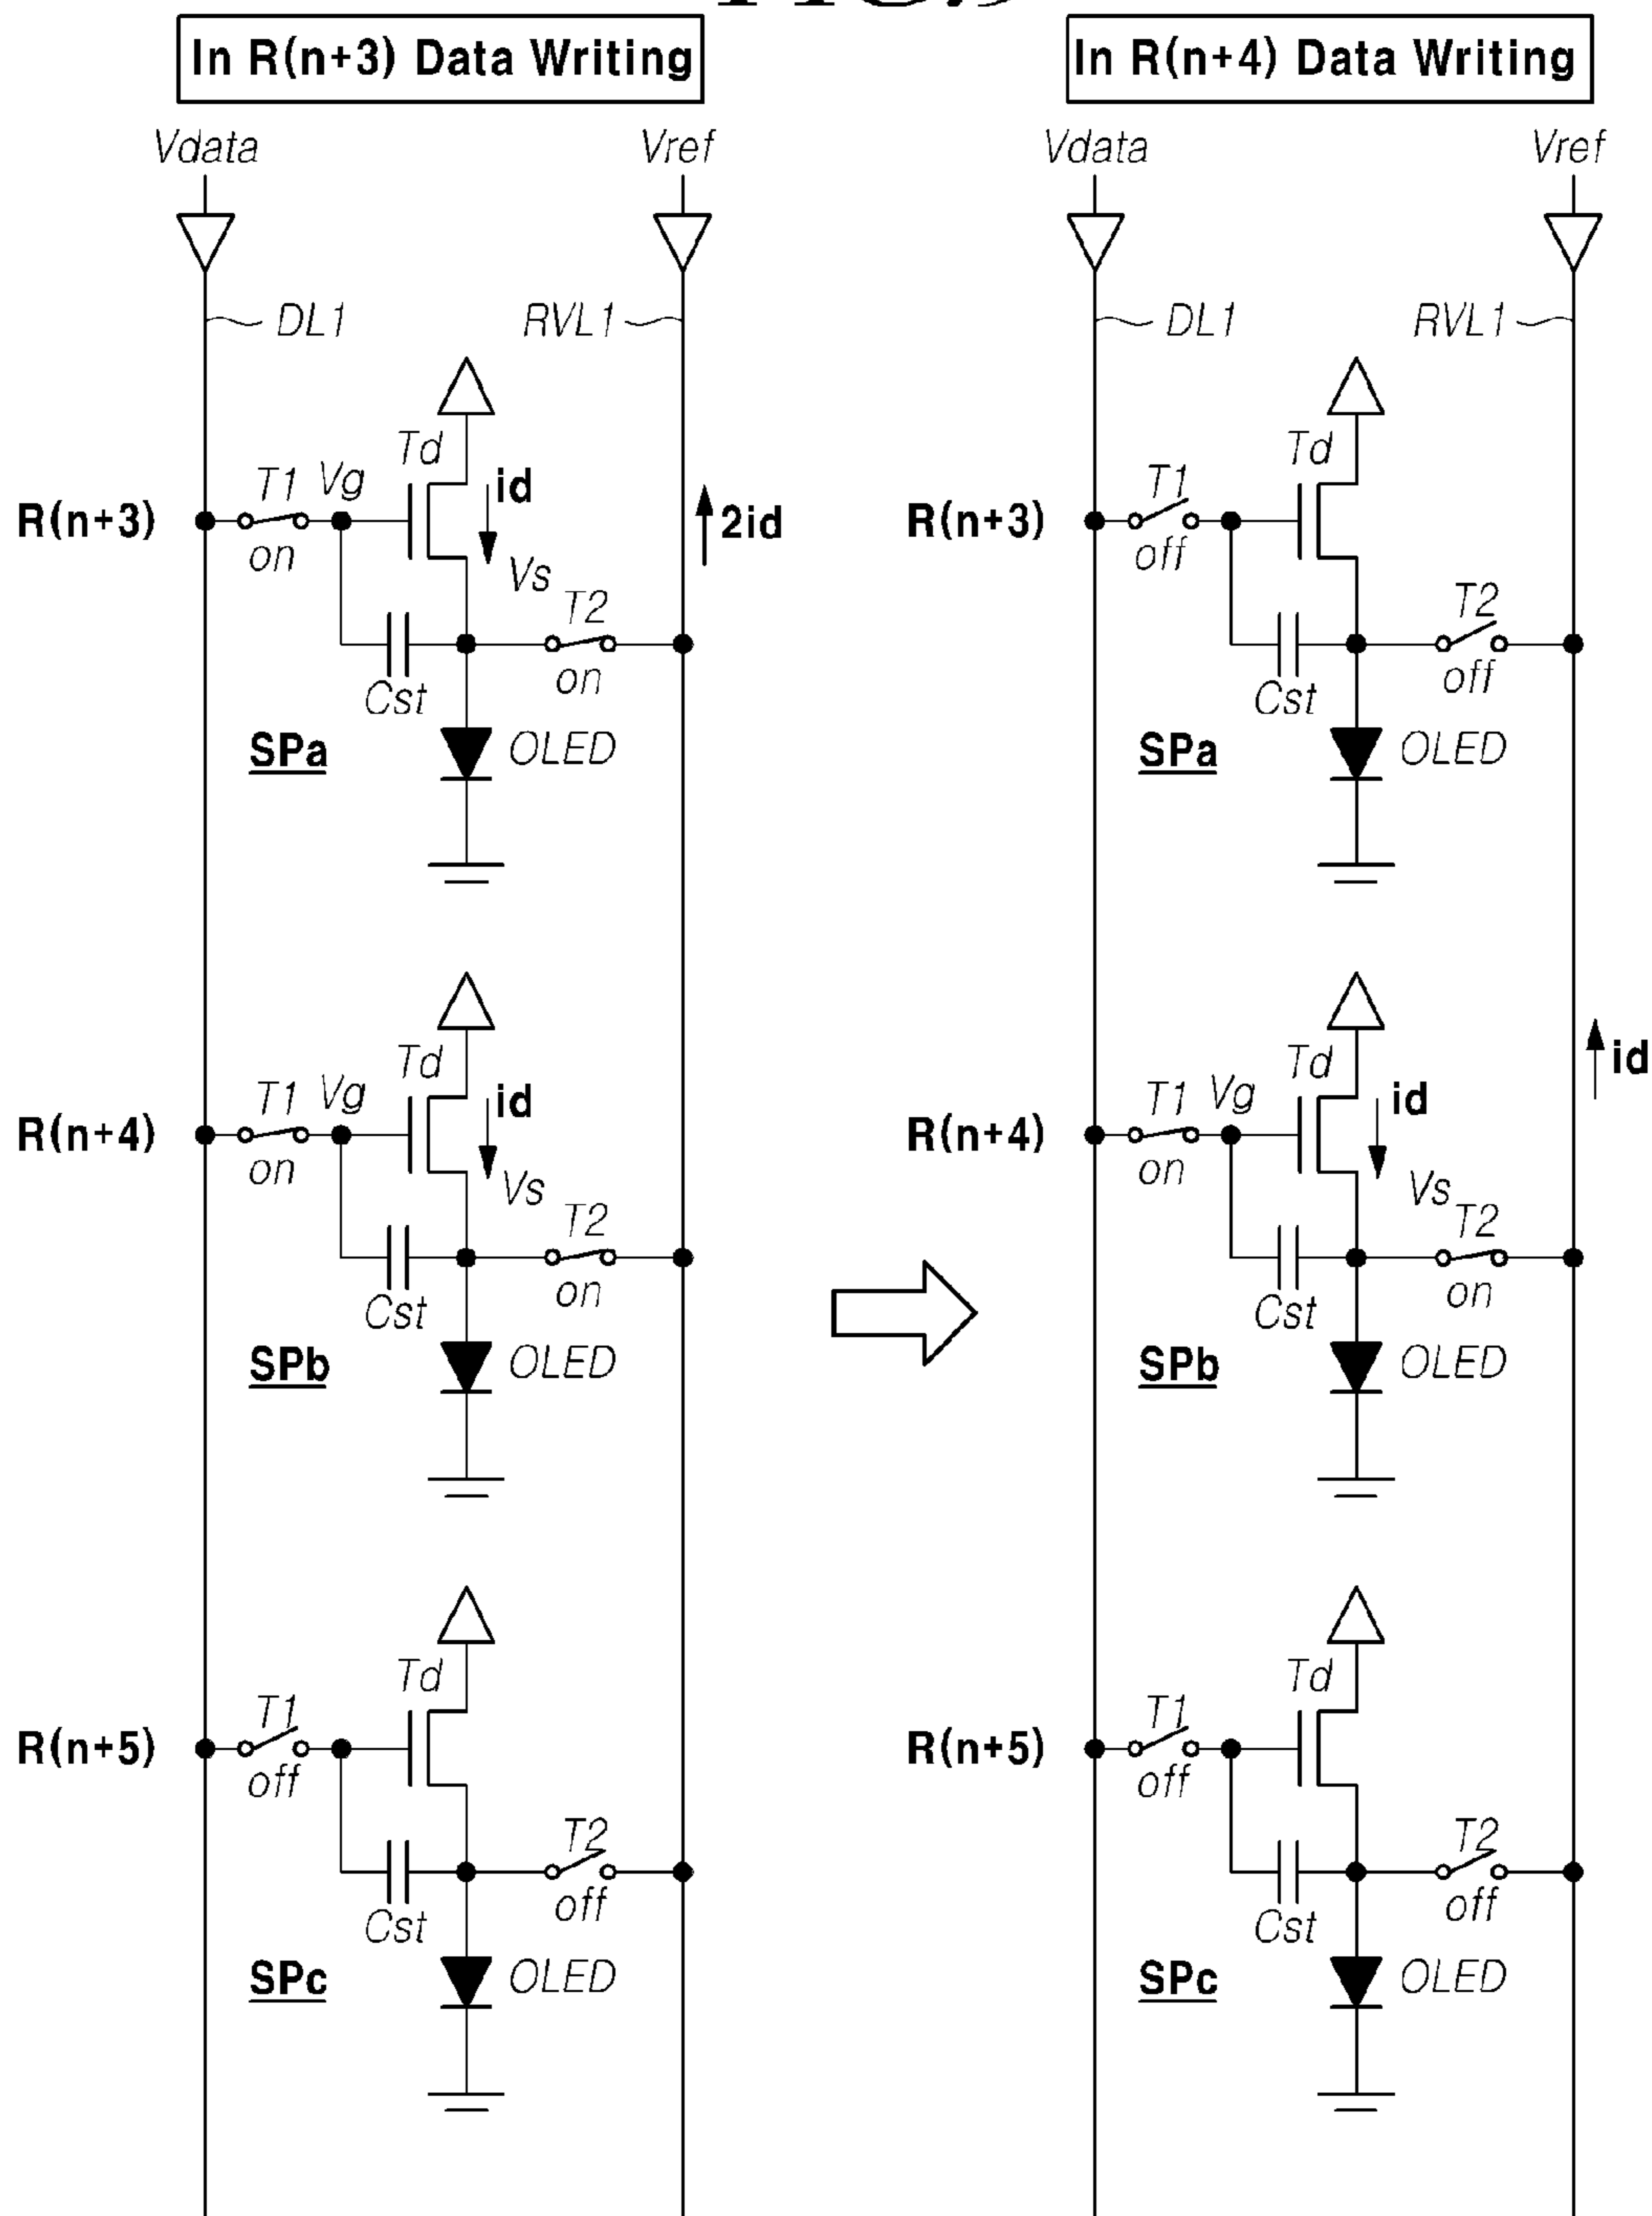 In R(n+3) Data Writing
Vdata
Vref
DL1
RVL1
Td
T1
Vg
id
R(n+3)
2id
on
Vs
T2
Cst
on
SPa
OLED
Td
T1
Vg
id
R(n+4)
on
Vs
T2
Cst
on
SPb
OLED
Td
T1
R(n+5)
off
T2
Cst
off
SPc
OLED
In R(n+4) Data Writing
Vdata
Vref
DL1
RVL1
Td
T1
R(n+3)
off
T2
Cst
off
SPa
OLED
Td
id
T1
Vg
id
R(n+4)
on
Vs
T2
Cst
on
SPb
OLED
Td
T1
R(n+5)
off
T2
Cst
off
SPc
OLED